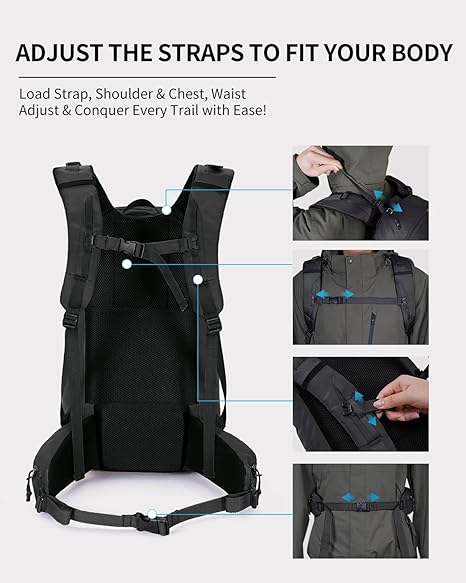 ADJUST THE STRAPS TO FIT YOUR BODY
Load Strap, Shoulder & Chest, Waist
Adjust & Conquer Every Trail with Ease!